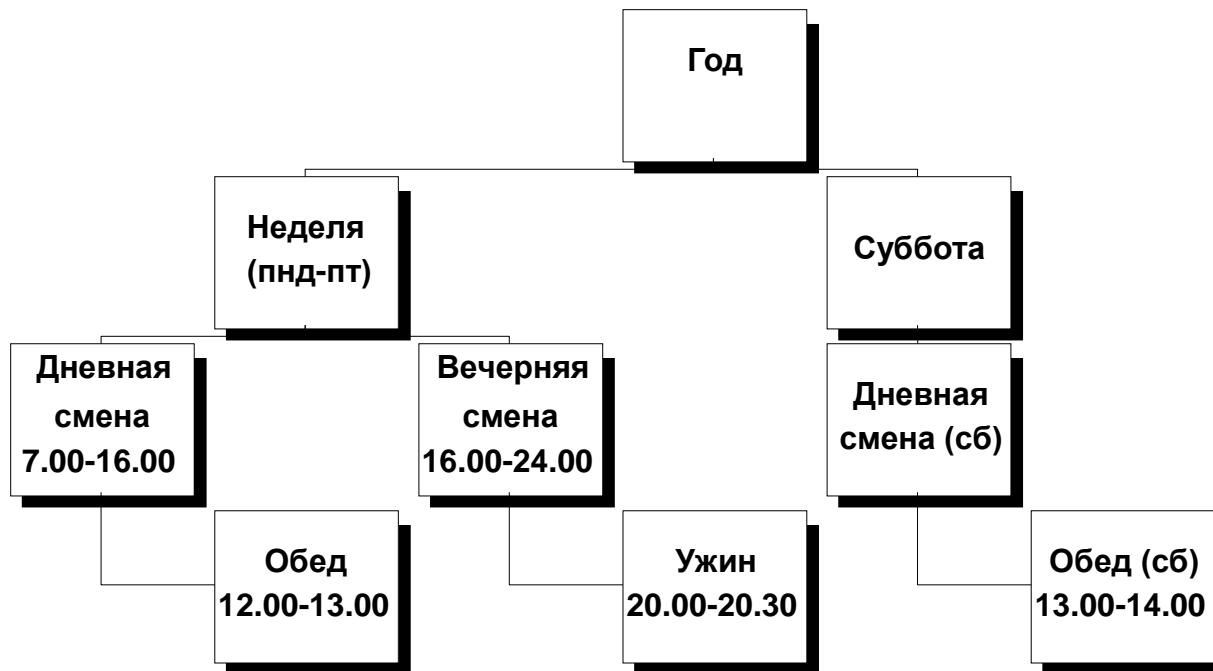 Год
Неделя
(пнд-пт)
Суббота
Дневная
смена
7.00-16.00
Вечерняя
смена
16.00-24.00
Дневная
смена (сб)
Обед
12.00-13.00
Ужин
20.00-20.30
Обед (сб)
13.00-14.00